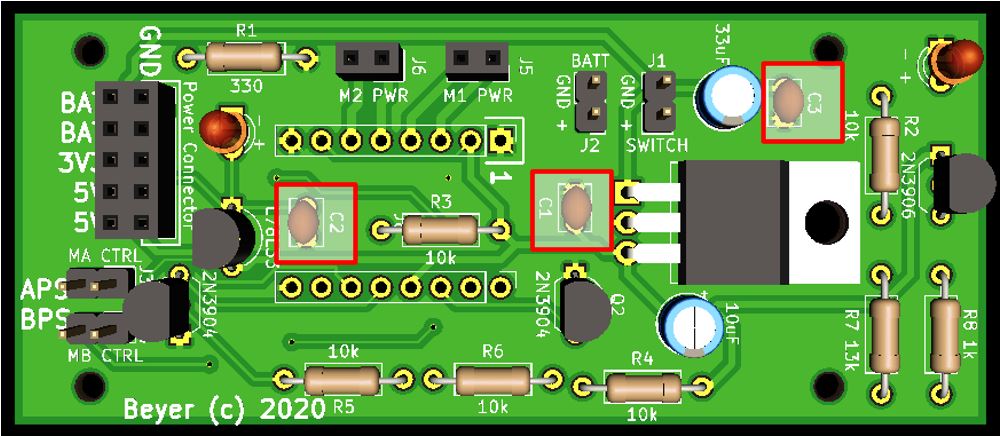 GND
R1
330
J6
M2 PWR
J5
M1 PWR
BATT
GND +
J2
J1
GND +
SWITCH
33uF
C3
10k
R2
2N3906
- +
3V3
5V
5V
Power Connector
- +
1
C2
R3
10k
C1
MA CTRL
APS
BPS
MB CTRL
2N3904
2N3904
Q2
+
10uF
R7 13k
R8 1k
10k
R5
R6
10k
R4
10k
Beyer (c) 2020